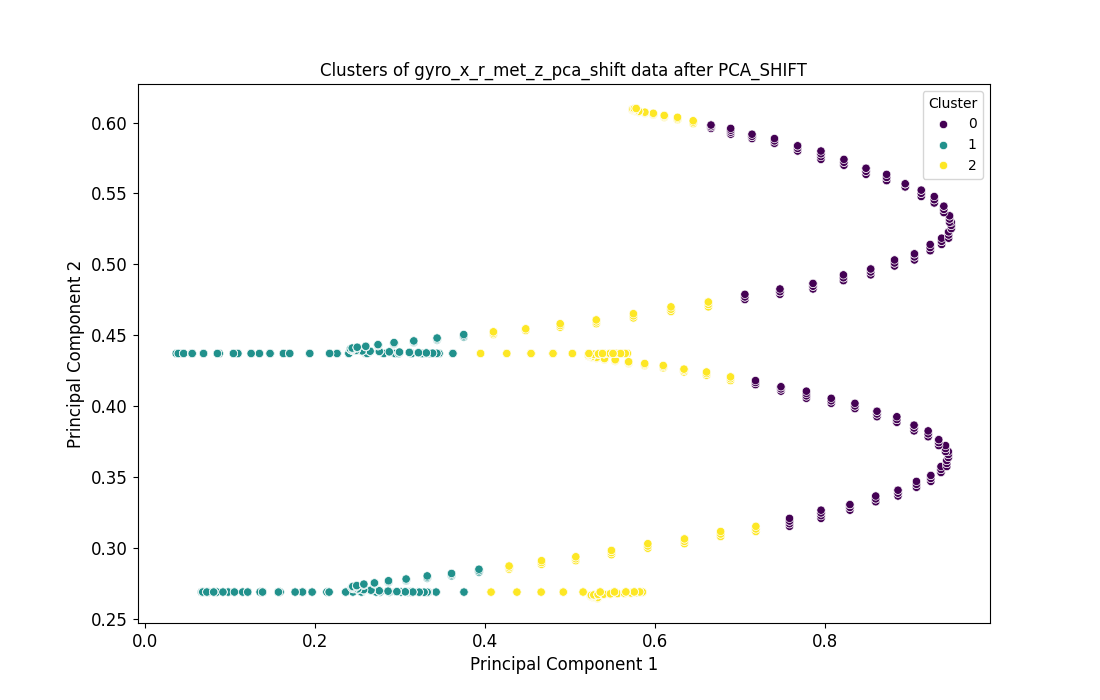 Clusters of gyro_x_r_met_z_pca_shift data after PCA_SHIFT
Cluster
0
1
2
Principal Component 2
0.60
0.55
0.50
0.45
0.40
0.35
0.30
0.25
0.0 0.2 0.4 0.6 0.8
Principal Component 1